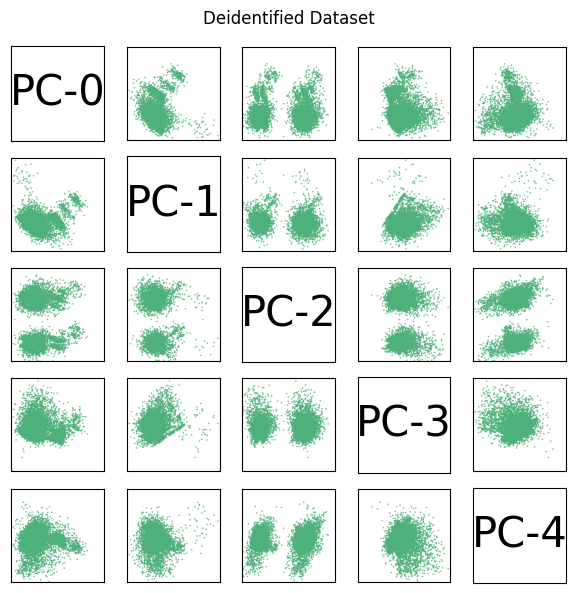 Deidentified Dataset
PC-0
PC-1
PC-2
PC-3
PC-4